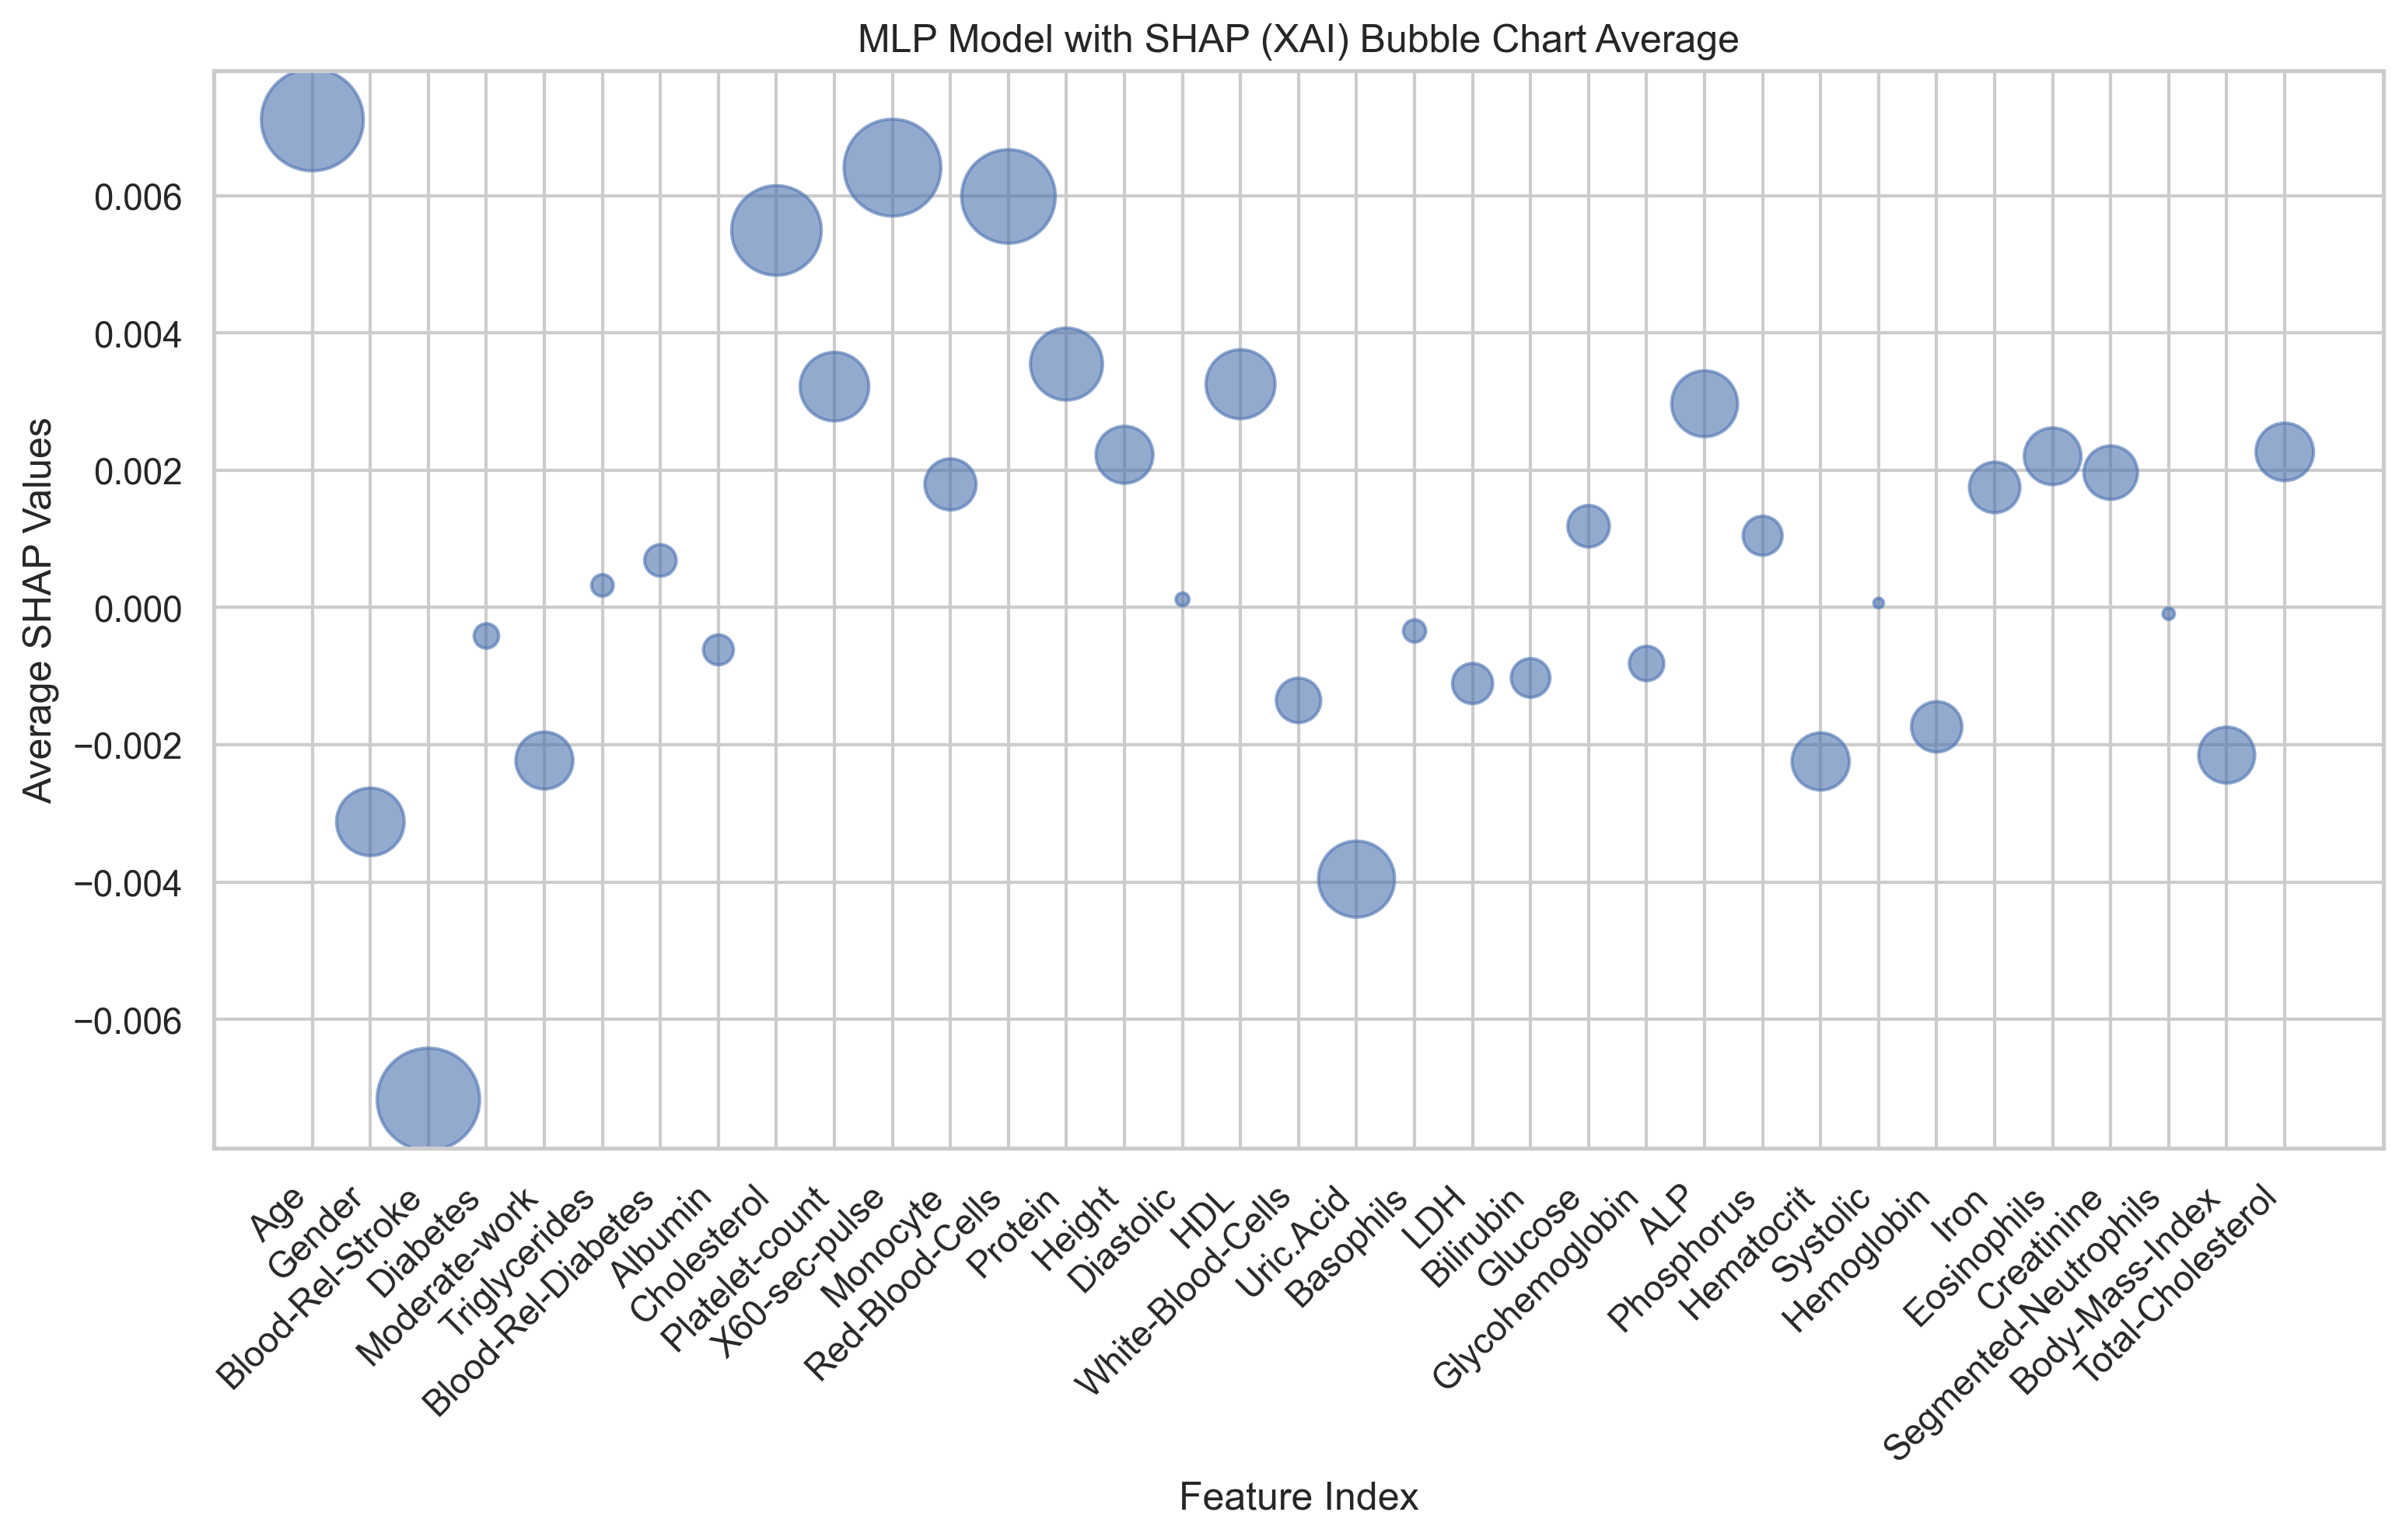 MLP Model with SHAP (XAI) Bubble Chart Average
Average SHAP Values
0.006
0.004
0.002
0.000
−0.002
−0.004
−0.006
Age
Gender
Blood-Rel-Stroke
Diabetes
Moderate-work
Triglycerides
Blood-Rel-Diabetes
Albumin
Cholesterol
Platelet-count
X60-sec-pulse
Monocyte
Red-Blood-Cells
Protein
Height
Diastolic
HDL
White-Blood-Cells
Uric.Acid
Basophils
LDH
Bilirubin
Glucose
Glycohemoglobin
ALP
Phosphorus
Hematocrit
Systolic
Hemoglobin
Iron
Eosinophils
Creatinine
Segmented-Neutrophils
Body-Mass-Index
Total-Cholesterol
Feature Index